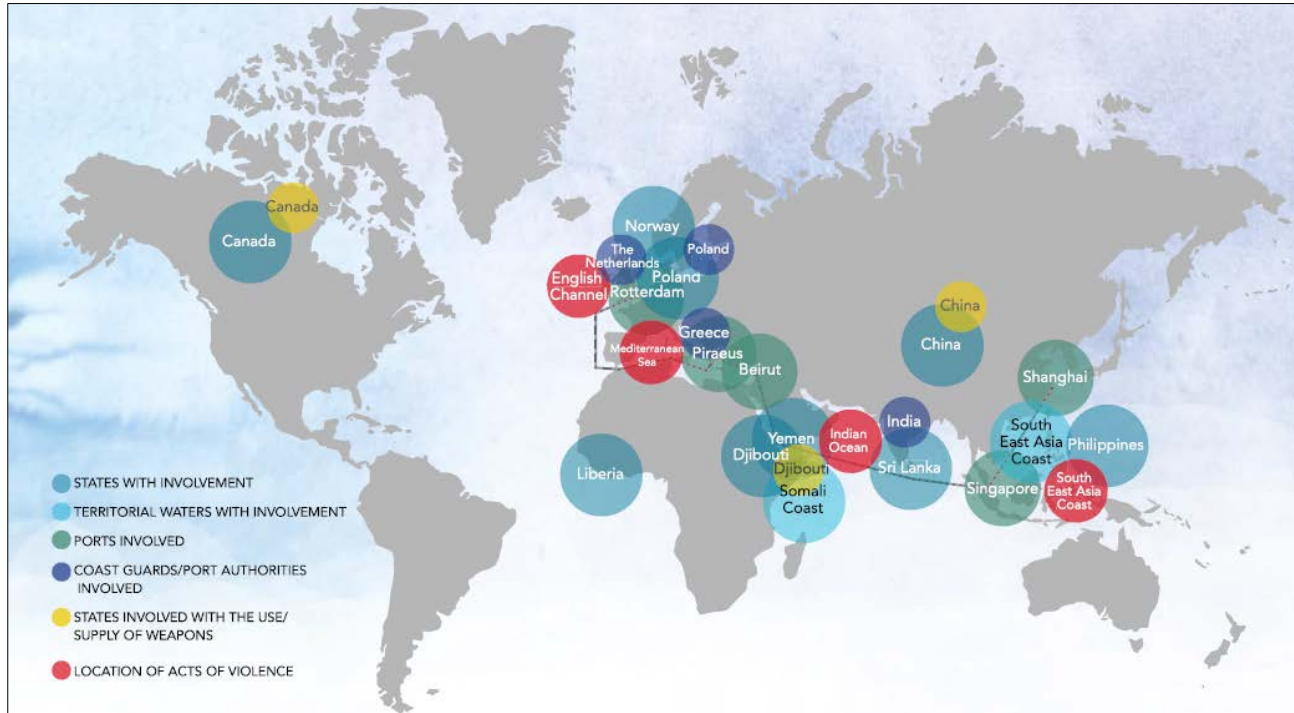 Canada
Canada
Norway
The
Netherlands
Poland
Poland
English
Channel
Rotterdam
Greece
Mediterranean
Sea
Piraeus
Beirut
China
China
Shanghai
India
Yemen
Indian
Ocean
Djibouti
Djibouti
Sri Lanka
South
East Asia
Coast
Philippines
Liberia
Somali
Coast
Singapore
South
East Asia
Coast
STATES WITH INVOLVEMENT
TERRITORIAL WATERS WITH INVOLVEMENT
PORTS INVOLVED
COAST GUARDS/PORT AUTHORITIES
INVOLVED
STATES INVOLVED WITH THE USE/
SUPPLY OF WEAPONS
LOCATION OF ACTS OF VIOLENCE